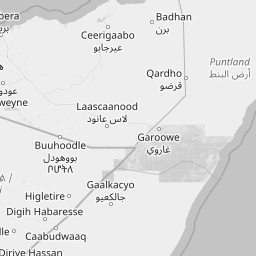 Badhan
برن
Ceerigaabo
عيرجابو
Puntland
أرض البنط
Qardho
قرضو
Laascaanood
لاس عانود
Garoowe
غاروي
Buuhoodle
بووهودل
Gaalkacyo
جالكعيو
Higletire
Digih Habaresse
Caabudwaaq
Dirive Hassan